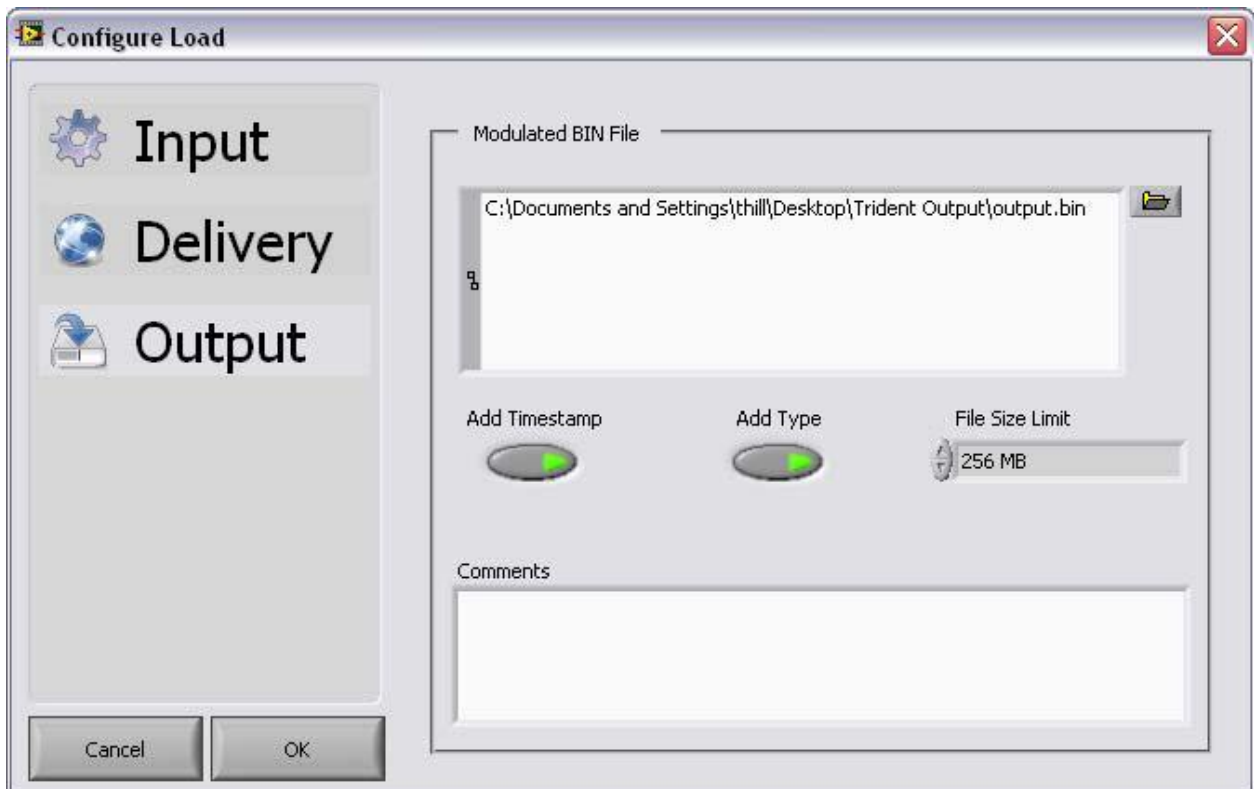 Configure Load
Input
Delivery
Output
Modulated BIN File
C:\Documents and Settings\thill\Desktop\Trident Output\output.bin
Add Timestamp
Add Type
File Size Limit
256 MB
Comments
Cancel
OK